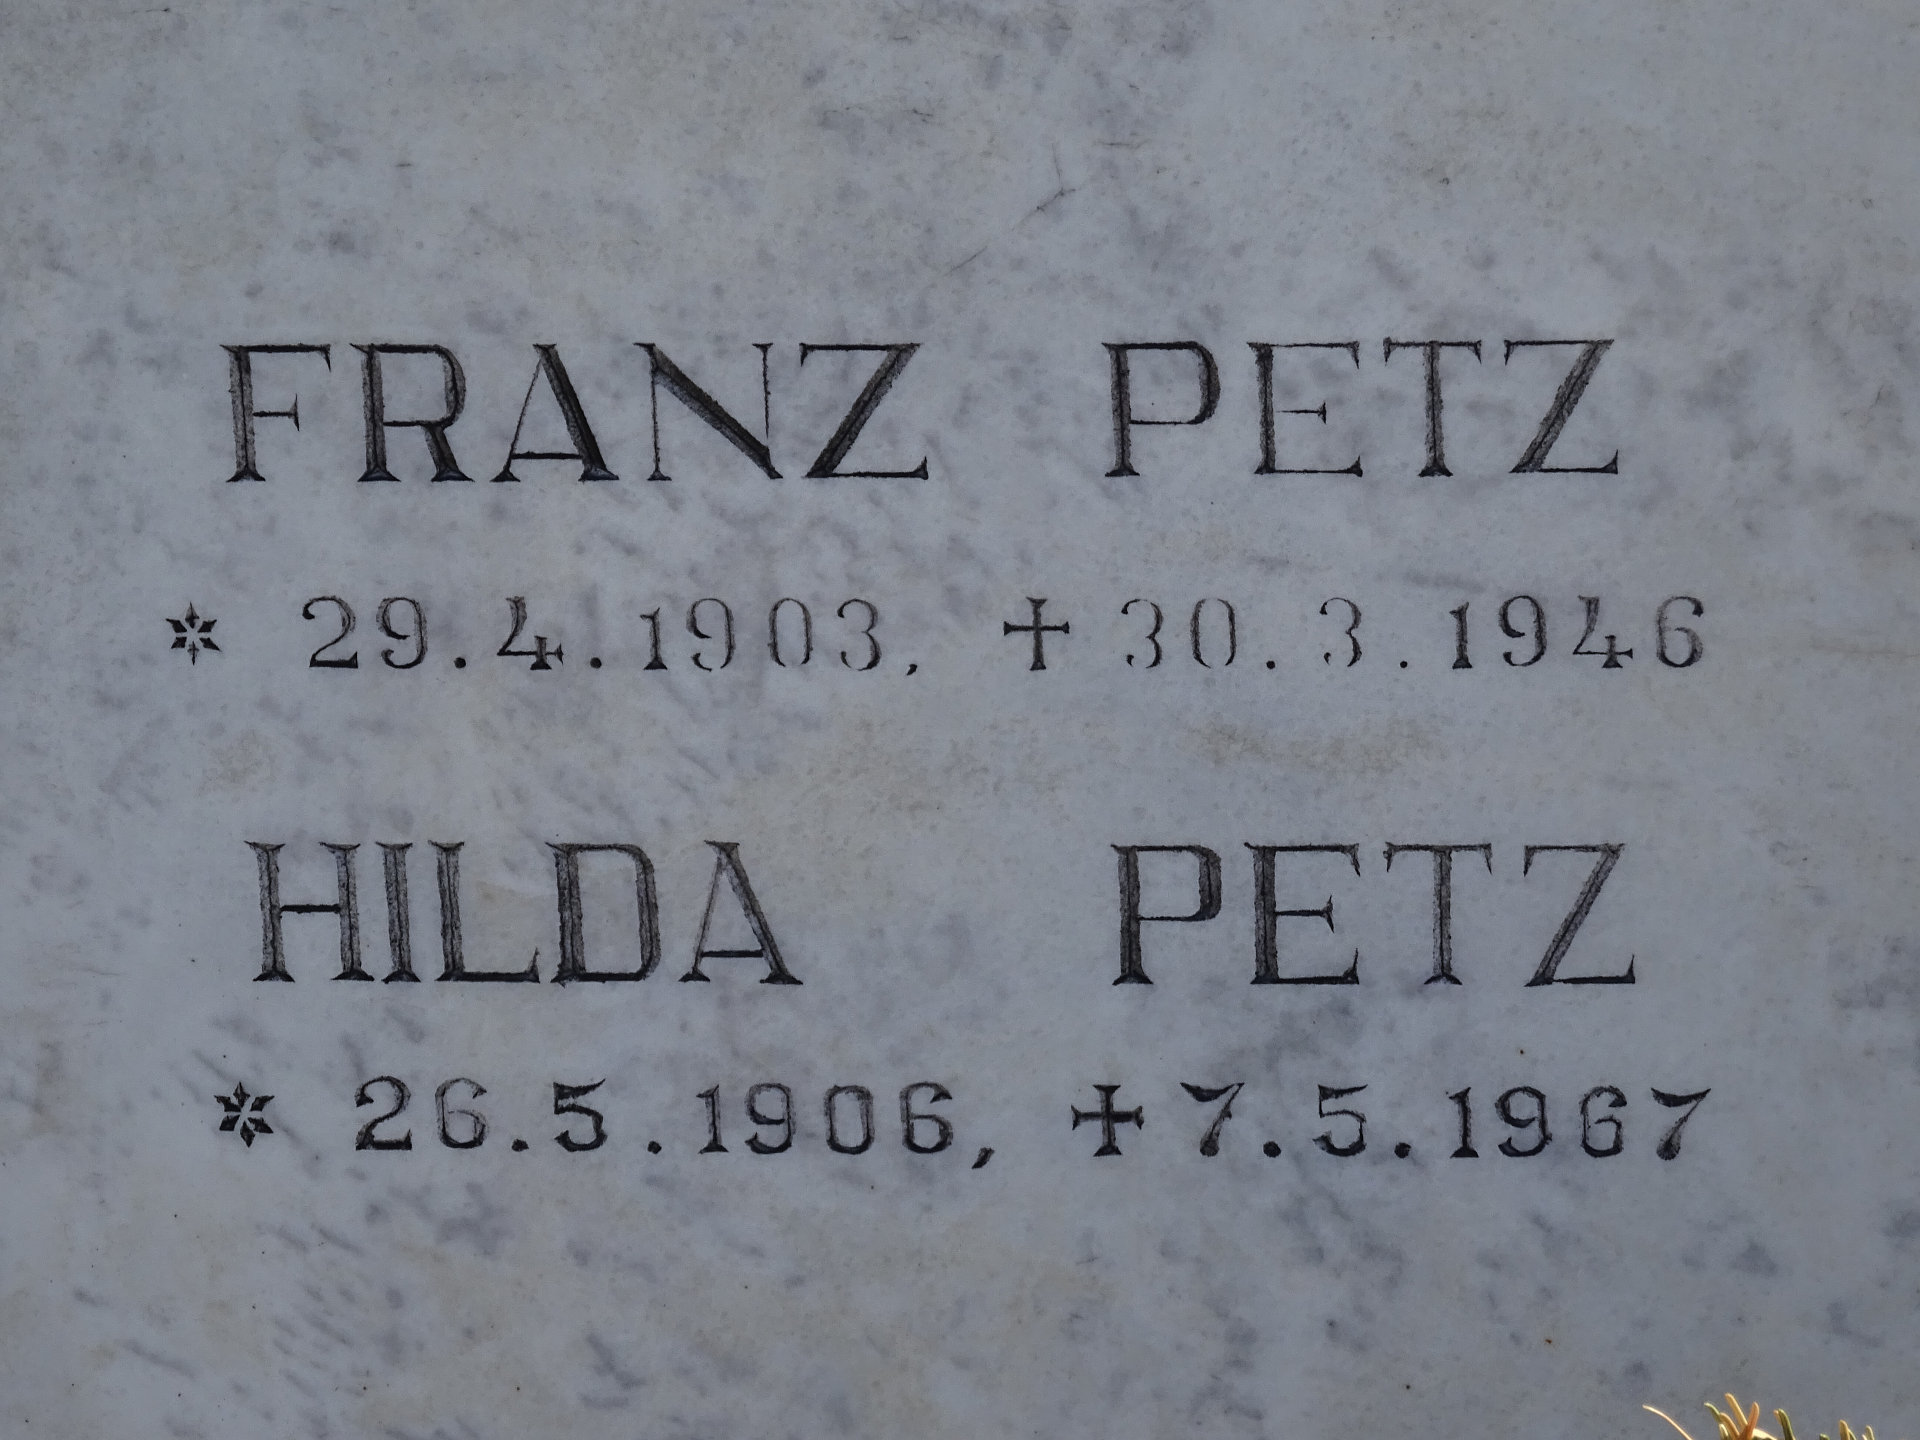 FRANZ PETZ
* 29.4.1903, ✝ 30.3.1946
HILDA PETZ
* 26.5.1906, ✝ 7.5.1967